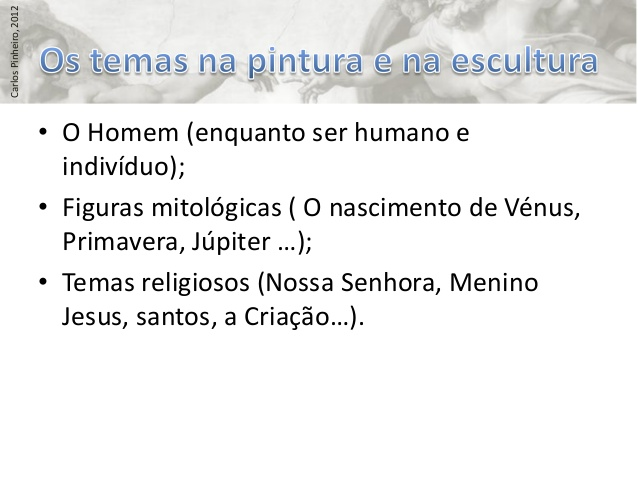 Carlos Pinheiro, 2012
Os temas na pintura e na escultura
• O Homem (enquanto ser humano e
indivíduo);
• Figuras mitológicas ( O nascimento de Vénus,
Primavera, Júpiter …);
• Temas religiosos (Nossa Senhora, Menino
Jesus, santos, a Criação…).